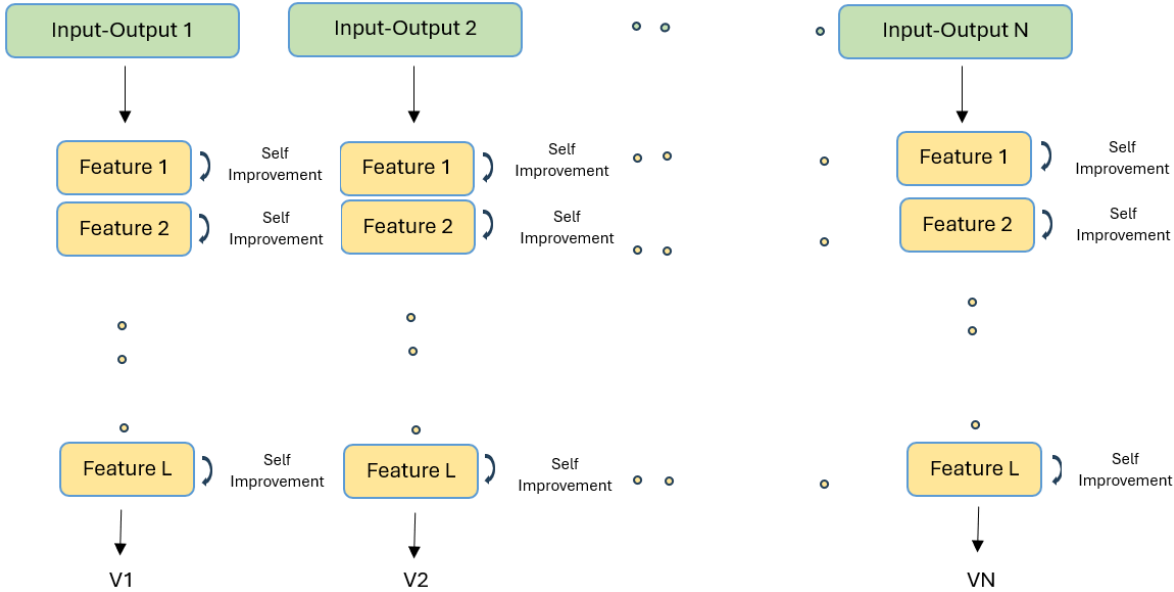 Input-Output 1
Input-Output 2
Input-Output N
Feature 1
Self
Improvement
Feature 1
Self
Improvement
Feature 1
Self
Improvement
Feature 2
Self
Improvement
Feature 2
Self
Improvement
Feature 2
Self
Improvement
Feature L
Self
Improvement
Feature L
Self
Improvement
Feature L
Self
Improvement
V1
V2
VN